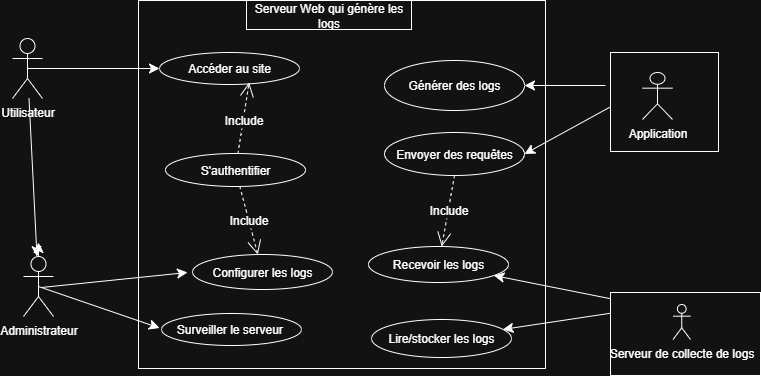 Serveur Web qui génère les
logs
Accéder au site
Générer des logs
Utilisateur
Include
Application
Envoyer des requêtes
S'authentifier
Include
Include
Recevoir les logs
Configurer les logs
Administrateur
Surveiller le serveur
Lire/stocker les logs
Serveur de collecte de logs